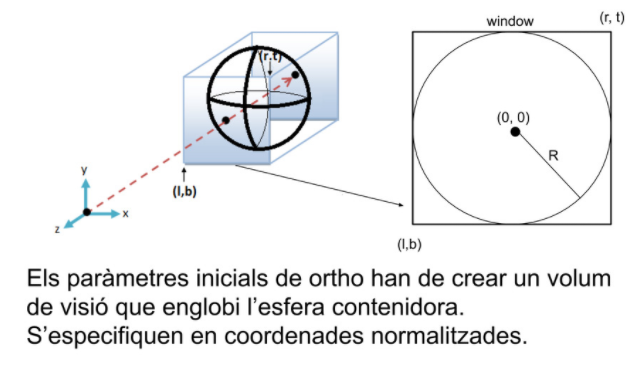 window
(r, t)
(r.t)
(0, 0)
R
y
x
z
(l,b)
(l,b)
Els paràmetres inicials de ortho han de crear un volum
de visió que englobi l’esfera contenidora.
S’especifiquen en coordenades normalitzades.